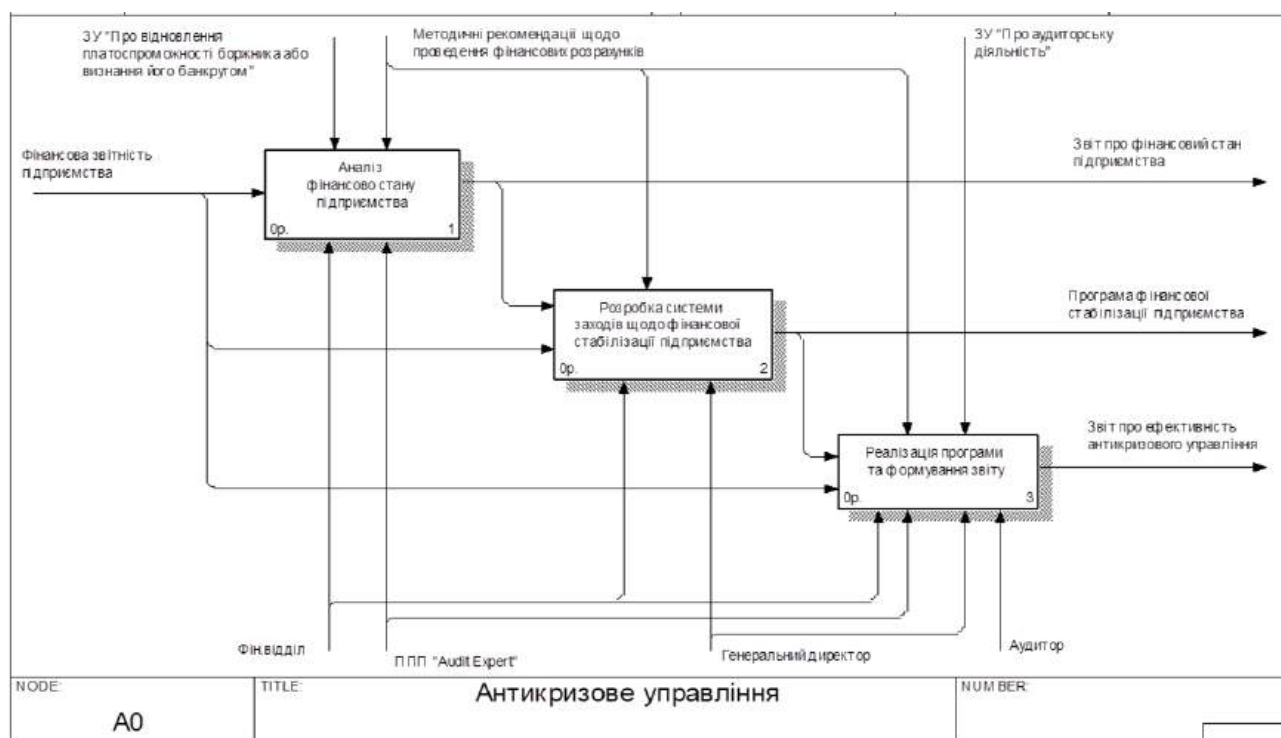 ЗУ "Про відновлення
платоспроможності боржника або
визнання його банкрутом"
Методичні рекомендації щодо
проведення фінансових розрахунків
ЗУ "Про аудиторську
діяльність"
Фінансова звітність
підприємства
Аналіз
фінансово стану
підприємства
0р. 1
Звіт про фінансовий стан
підприємства
Розробка системи
заходів щодо фінансової
стабілізації підприємства
0р. 2
Програма фінансової
стабілізації підприємства
Реалізація програми
та формування звіту
0р. 3
Звіт про ефективність
антикризового управління
Фін.відділ
ППП "Audit Expert"
Генеральний директор
Аудитор
NODE:
A0
TITLE:
Антикризове управління
NUMBER: